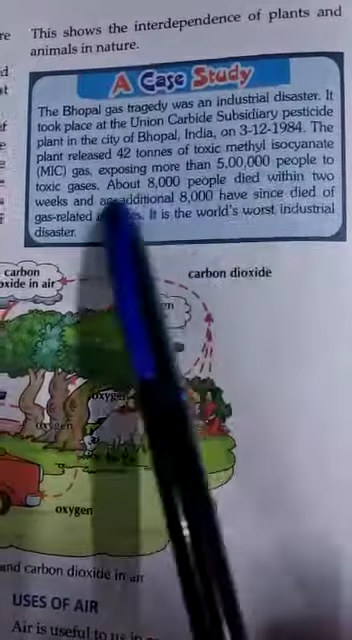 re
This shows the interdependence of plants and
animals in nature.
A Case Study
The Bhopal gas tragedy was an industrial disaster. It
took place at the Union Carbide Subsidiary pesticide
plant in the city of Bhopal, India, on 3-12-1984. The
plant released 42 tonnes of toxic methyl isocyanate
(MIC) gas, exposing more than 5,00,000 people to
toxic gases. About 8,000 people died within two
weeks and an additional 8,000 have since died of
gas-related It is the world's worst industrial
disaster.
carbon
oxide in air
carbon dioxide
oxygen
oxygen
oxygen
and carbon dioxide in air
USES OF AIR
Air is useful to us in